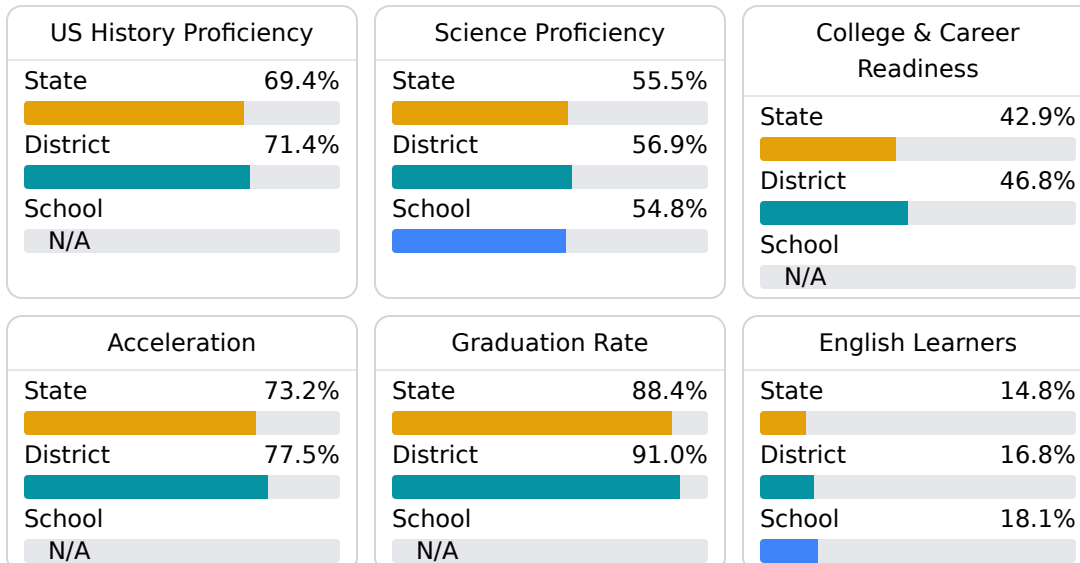 US History Proficiency
State 69.4%
District 71.4%
School
N/A
Science Proficiency
State 55.5%
District 56.9%
School 54.8%
College & Career
Readiness
State 42.9%
District 46.8%
School
N/A
Acceleration
State 73.2%
District 77.5%
School
N/A
Graduation Rate
State 88.4%
District 91.0%
School
N/A
English Learners
State 14.8%
District 16.8%
School 18.1%